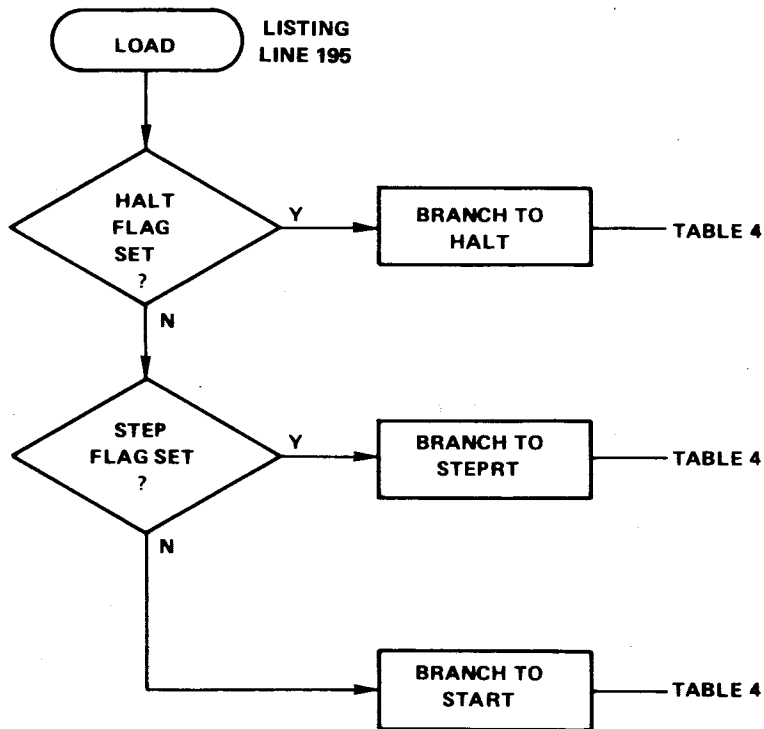 LOAD
LISTING
LINE 195
HALT
FLAG
SET
?
Y
BRANCH TO
HALT
TABLE 4
N
STEP
FLAG SET
?
Y
BRANCH TO
STEPRT
TABLE 4
N
BRANCH TO
START
TABLE 4